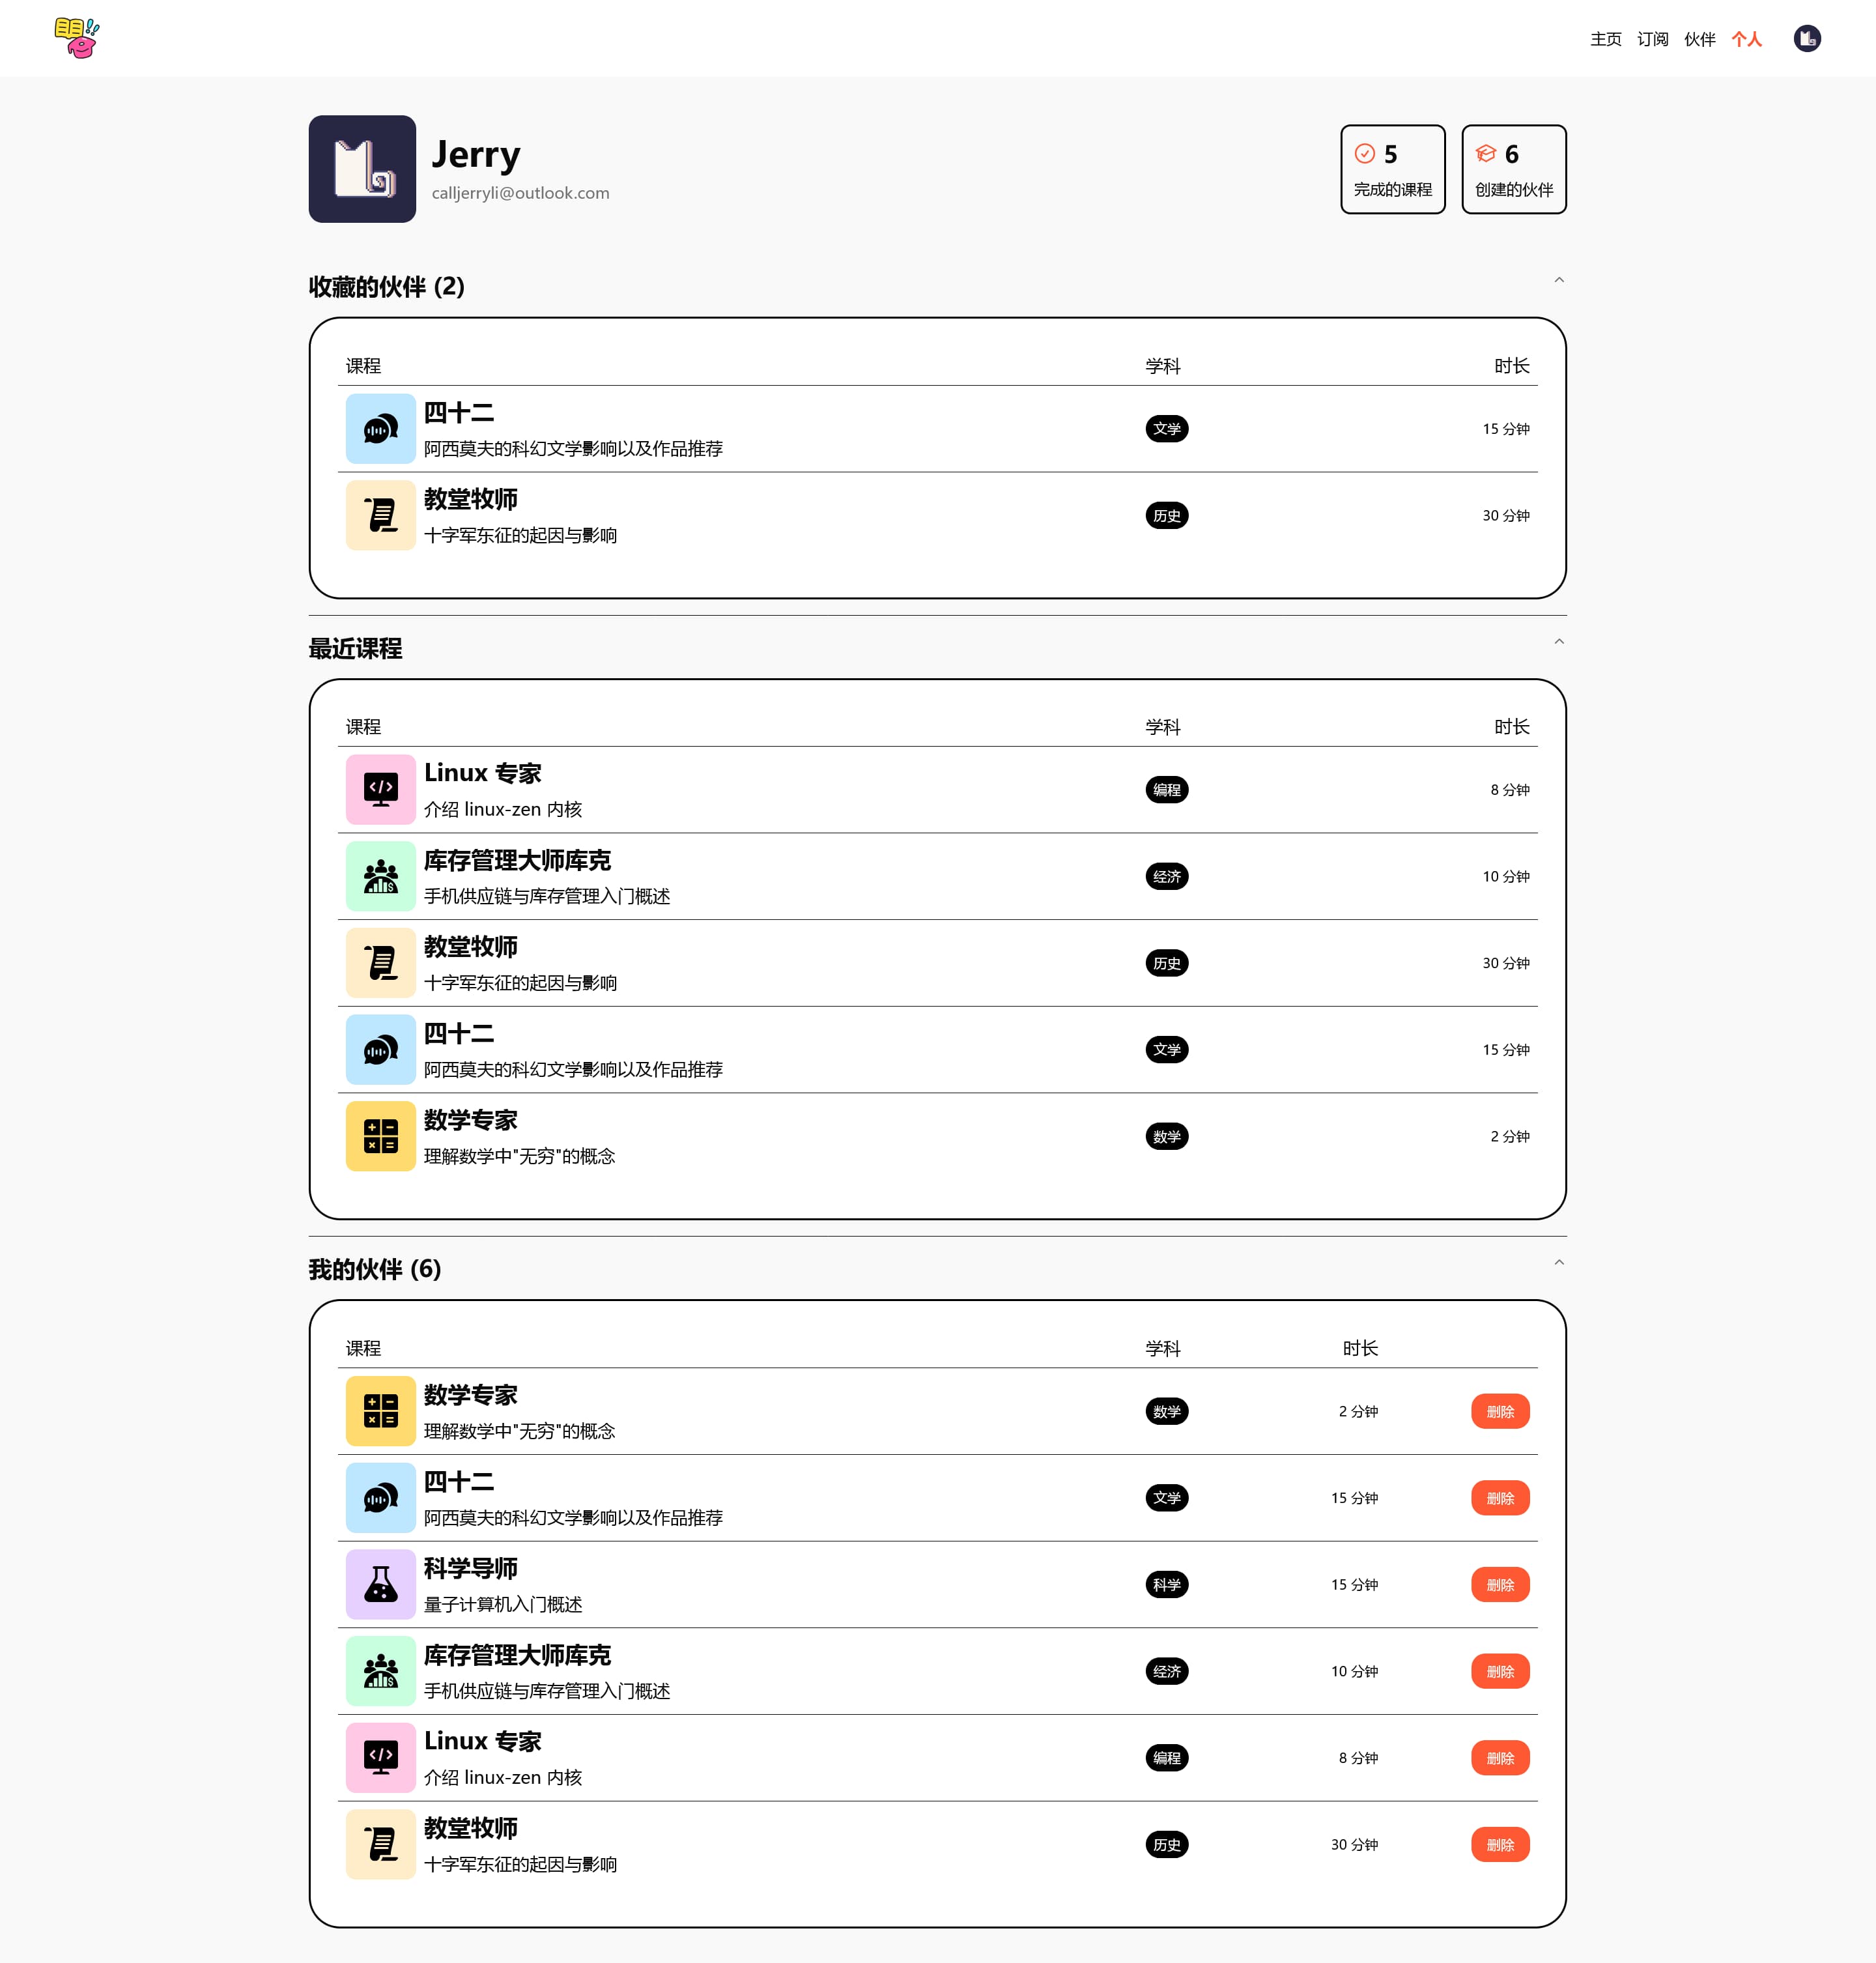 主页 订阅 伙伴 个人
Jerry
calljerryli@outlook.com
5
完成的课程
6
创建的伙伴
收藏的伙伴 (2)
课程 学科 时长
四十二
阿西莫夫的科幻文学影响以及作品推荐
文学
15 分钟
教堂牧师
十字军东征的起因与影响
历史
30 分钟
最近课程
课程 学科 时长
Linux 专家
介绍 linux-zen 内核
编程
8 分钟
库存管理大师库克
手机供应链与库存管理入门概述
经济
10 分钟
教堂牧师
十字军东征的起因与影响
历史
30 分钟
四十二
阿西莫夫的科幻文学影响以及作品推荐
文学
15 分钟
数学专家
理解数学中"无穷"的概念
数学
2 分钟
我的伙伴 (6)
课程 学科 时长
数学专家
理解数学中"无穷"的概念
数学
2 分钟
删除
四十二
阿西莫夫的科幻文学影响以及作品推荐
文学
15 分钟
删除
科学导师
量子计算机入门概述
科学
15 分钟
删除
库存管理大师库克
手机供应链与库存管理入门概述
经济
10 分钟
删除
Linux 专家
介绍 linux-zen 内核
编程
8 分钟
删除
教堂牧师
十字军东征的起因与影响
历史
30 分钟
删除